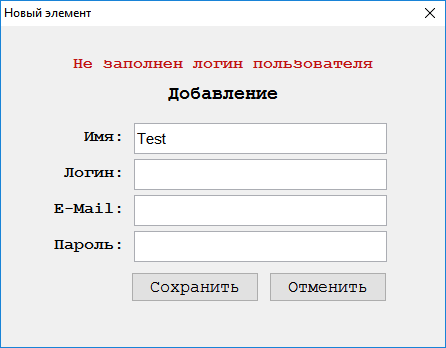 Новый элемент
Не заполнен логин пользователя
Добавление
Имя: Test
Логин:
E-Mail:
Пароль:
Сохранить Отменить